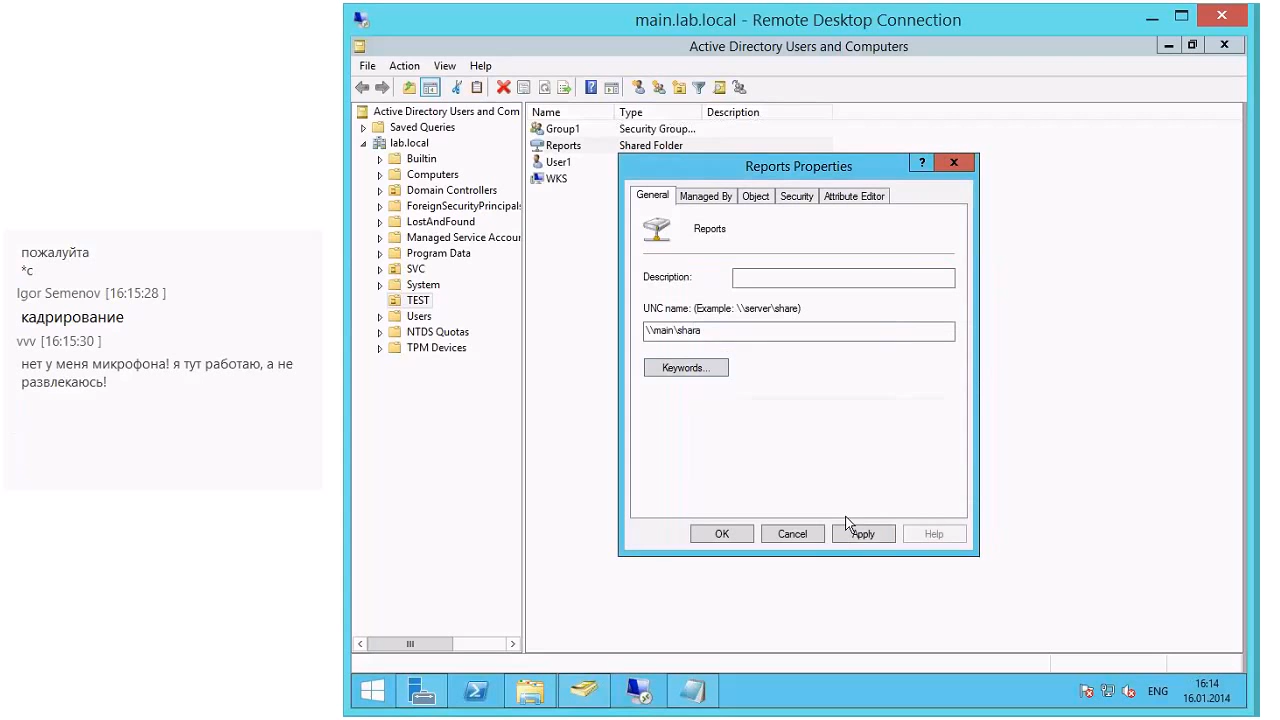 пожалуйта
*с
Igor Semenov [16:15:28 ]
кадрирование
vvv [16:15:30 ]
нет у меня микрофона! я тут работаю, а не
развлекаюсь!
main.lab.local - Remote Desktop Connection
Active Directory Users and Computers
File Action View Help
Active Directory Users and Com
Saved Queries
lab.local
Builtin
Computers
Domain Controllers
ForeignSecurityPrincipals
LostAndFound
Managed Service Accour
Program Data
SVC
System
TEST
Users
NTDS Quotas
TPM Devices
Name Type Description
Group1 Security Group...
Reports Shared Folder
User1
WKS
Reports Properties
General Managed By Object Security Attribute Editor
Reports
Description:
UNC name: (Example: \\server\share)
\\main\shara
Keywords...
OK Cancel Apply Help
ENG
16:14
16.01.2014